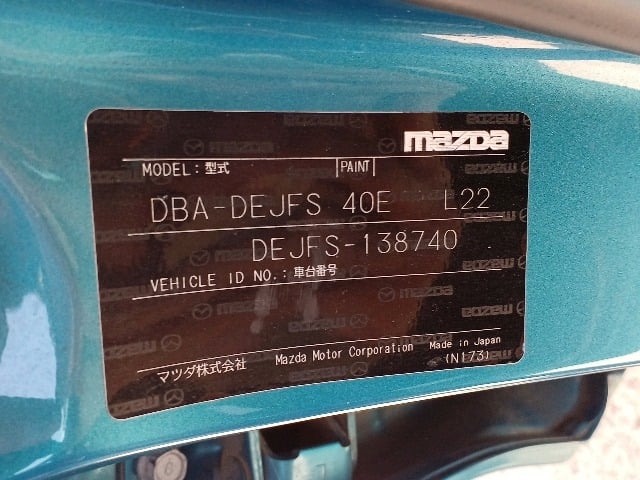 mazda
MODEL: 型式 PAINT
DBA-DEJFS 40E L22
DEJFS-138740
VEHICLE ID NO.: 車台番号
マツダ株式会社 Mazda Motor Corporation Made in Japan
(N173)